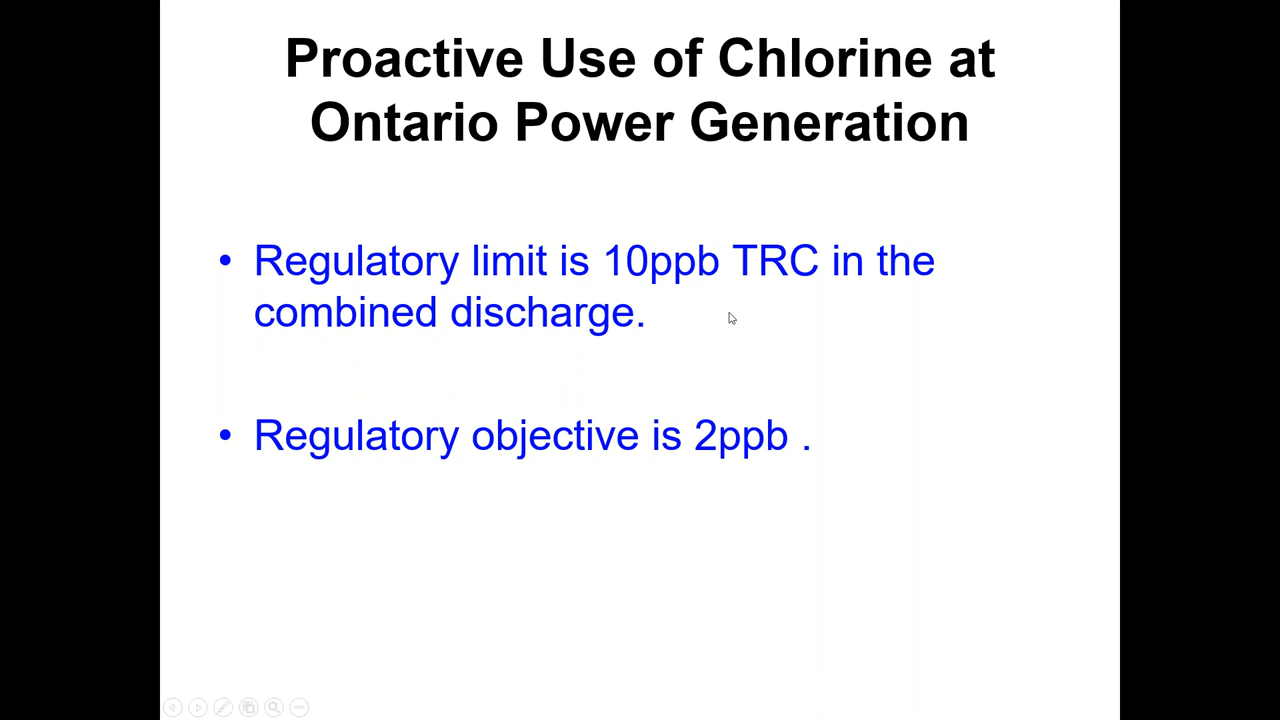 Proactive Use of Chlorine at
Ontario Power Generation
• Regulatory limit is 10ppb TRC in the
combined discharge.
• Regulatory objective is 2ppb .